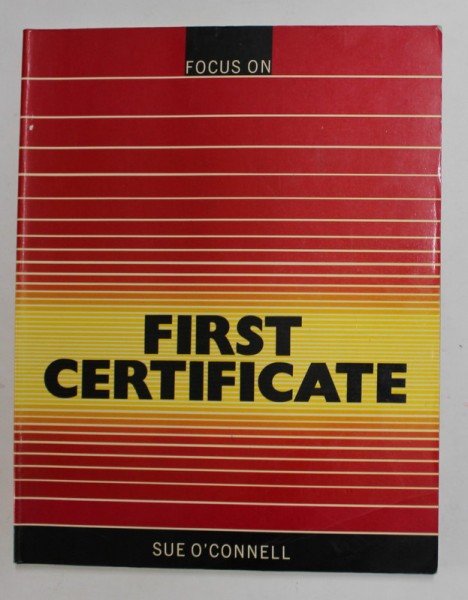 FOCUS ON
FIRST
CERTIFICATE
SUE O'CONNELL